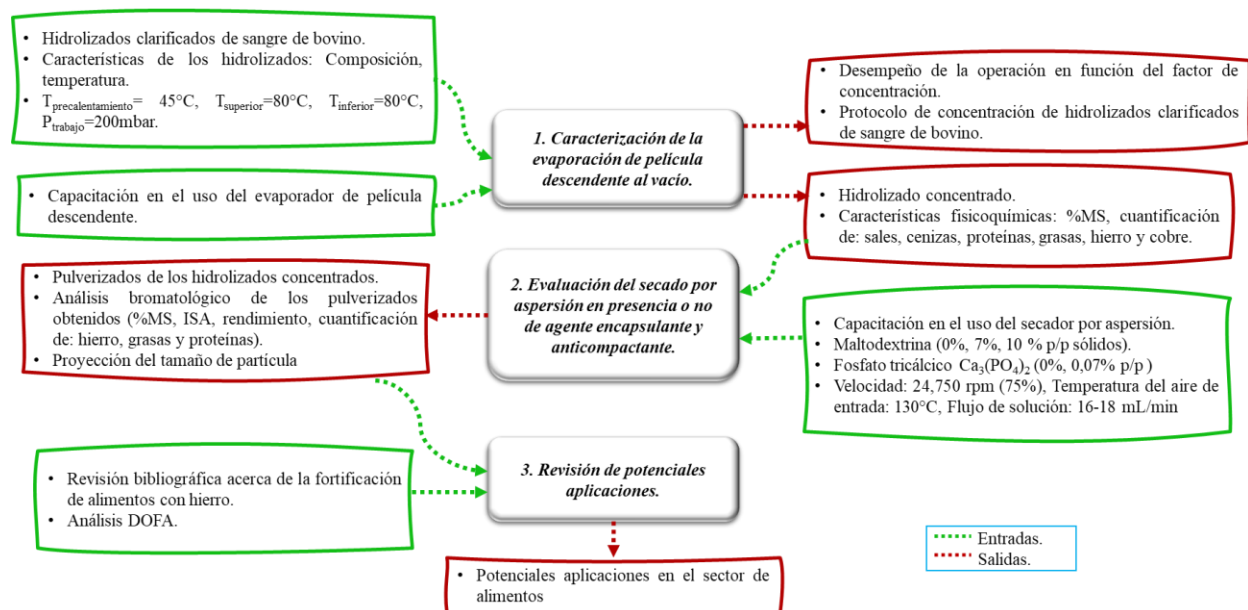 • Hidrolizados clarificados de sangre de bovino.
• Características de los hidrolizados: Composición,
temperatura.
• Tprecalentamiento= 45°C, Tsuperior=80°C, Tinferior=80°C,
Ptrabajo=200mbar.
• Capacitación en el uso del evaporador de película
descendente.
1. Caracterización de la
evaporación de película
descendente al vacío.
• Desempeño de la operación en función del factor de
concentración.
• Protocolo de concentración de hidrolizados clarificados
de sangre de bovino.
• Hidrolizado concentrado.
• Características fisicoquímicas: %MS, cuantificación
de: sales, cenizas, proteínas, grasas, hierro y cobre.
• Pulverizados de los hidrolizados concentrados.
• Análisis bromatológico de los pulverizados
obtenidos (%MS, ISA, rendimiento, cuantificación
de: hierro, grasas y proteínas).
• Proyección del tamaño de partícula
2. Evaluación del secado por
aspersión en presencia o no
de agente encapsulante y
anticompactante.
• Capacitación en el uso del secador por aspersión.
• Maltodextrina (0%, 7%, 10 % p/p sólidos).
• Fosfato tricálcico Ca3(PO4)2 (0%, 0,07% p/p )
• Velocidad: 24,750 rpm (75%), Temperatura del aire de
entrada: 130°C, Flujo de solución: 16-18 mL/min
• Revisión bibliográfica acerca de la fortificación
de alimentos con hierro.
• Análisis DOFA.
3. Revisión de potenciales
aplicaciones.
Entradas.
Salidas.
• Potenciales aplicaciones en el sector de
alimentos